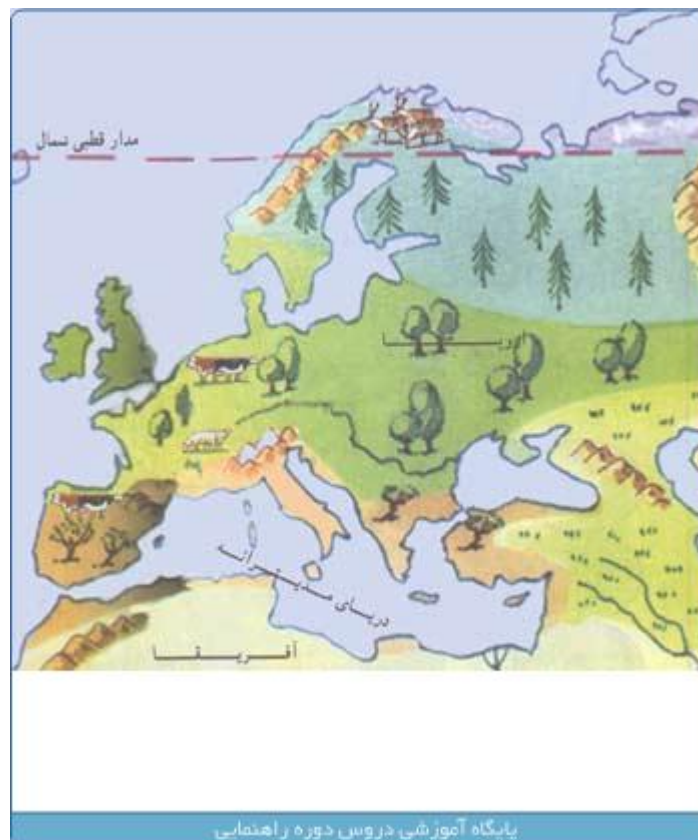 مدار قطبی شمال
اروپا
دریای مدیترانه
آفریقا
پایگاه آموزشی دروس دوره راهنمایی